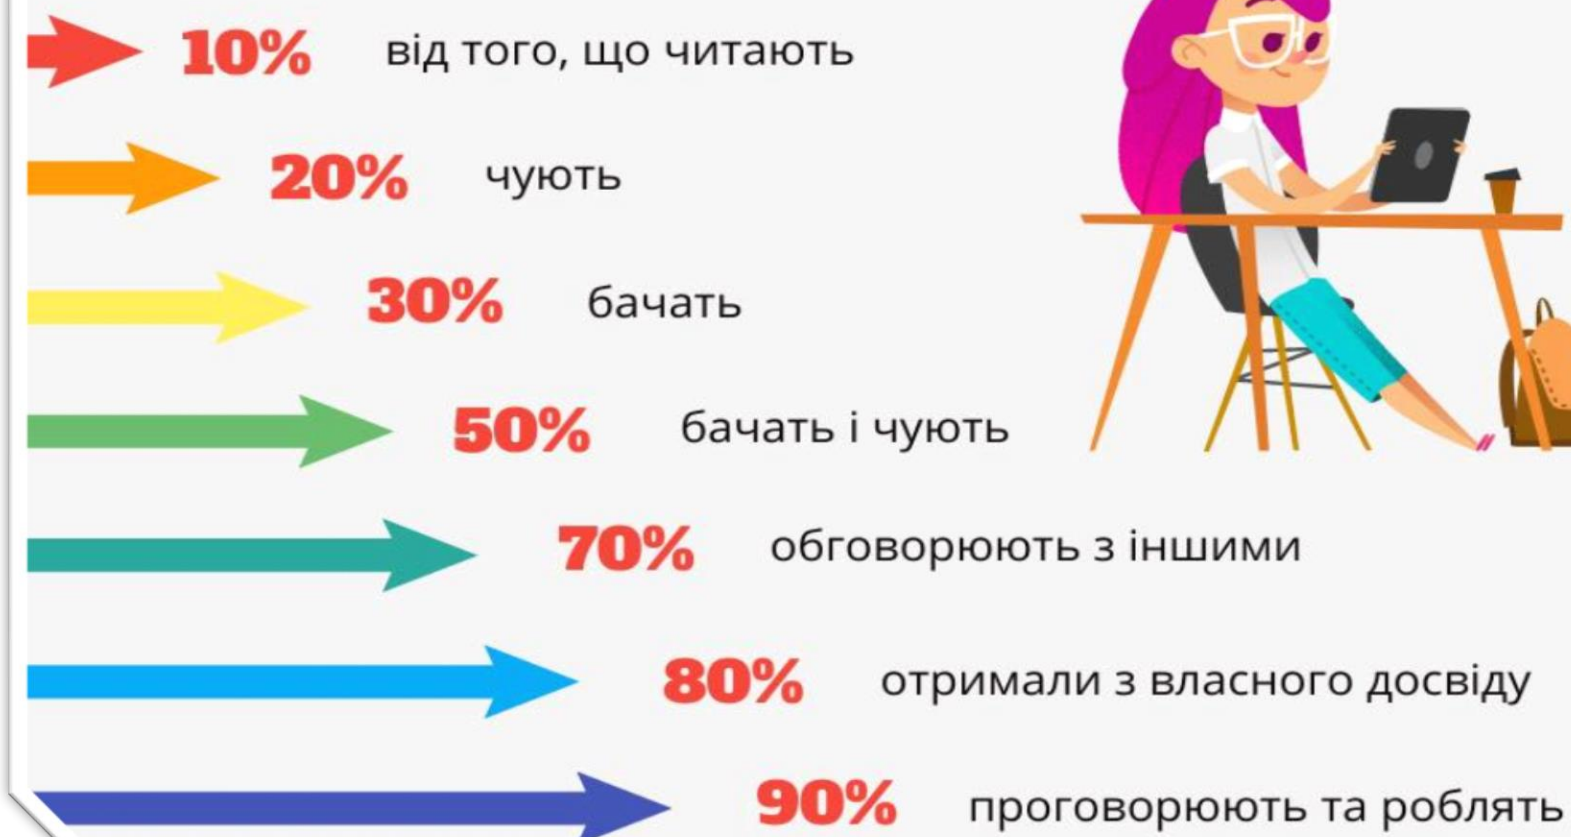 10% від того, що читають
20% чують
30% бачать
50% бачать і чують
70% обговорюють з іншими
80% отримали з власного досвіду
90% проговорюють та роблять